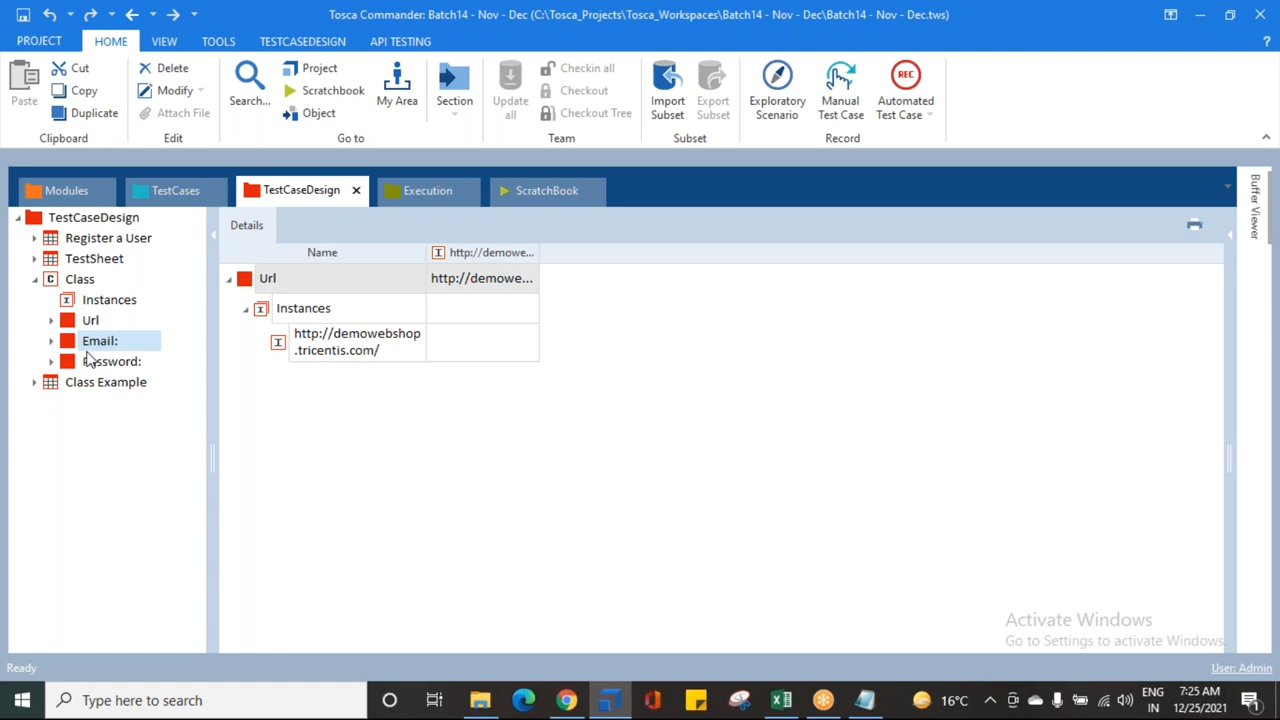 Tosca Commander: Batch14 - Nov - Dec (C:\Tosca_Projects\Tosca_Workspaces\Batch14 - Nov - Dec\Batch14 - Nov - Dec.tws)
PROJECT HOME VIEW TOOLS TESTCASEDESIGN API TESTING ?
Paste
Cut
Copy
Duplicate
Clipboard
Delete
Modify
Attach File
Edit
Search...
Project
Scratchbook
Object
My Area
Section
Go to
Update all
Checkin all
Checkout
Checkout Tree
Team
Import Subset
Export Subset
Subset
Exploratory Scenario
Manual Test Case
REC
Automated Test Case
Record
Modules TestCases TestCaseDesign Execution ScratchBook
Buffer Viewer
TestCaseDesign
Register a User
TestSheet
C Class
Instances
Url
Email:
Password:
Class Example
Details
Name http://demowe...
Url http://demowe...
Instances
http://demowebshop
.tricentis.com/
Activate Windows
Go to Settings to activate Windows.
Ready User: Admin
Type here to search
16°C
ENG
IN
7:25 AM
12/25/2021
1